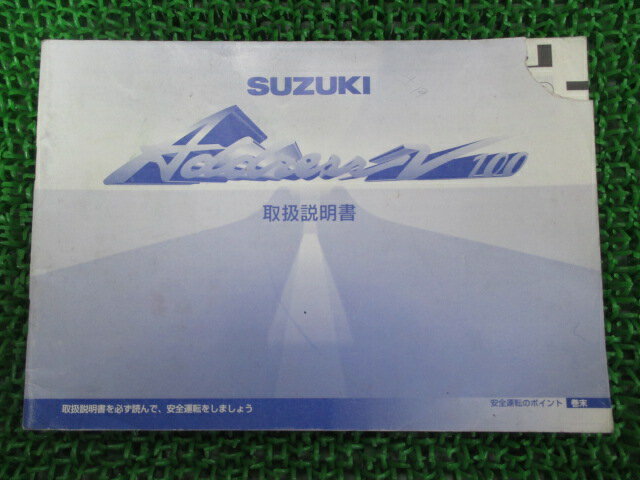 SUZUKI
Address V100
取扱説明書
取扱説明書を必ず読んで、安全運転をしましょう
安全運転のポイント 巻末